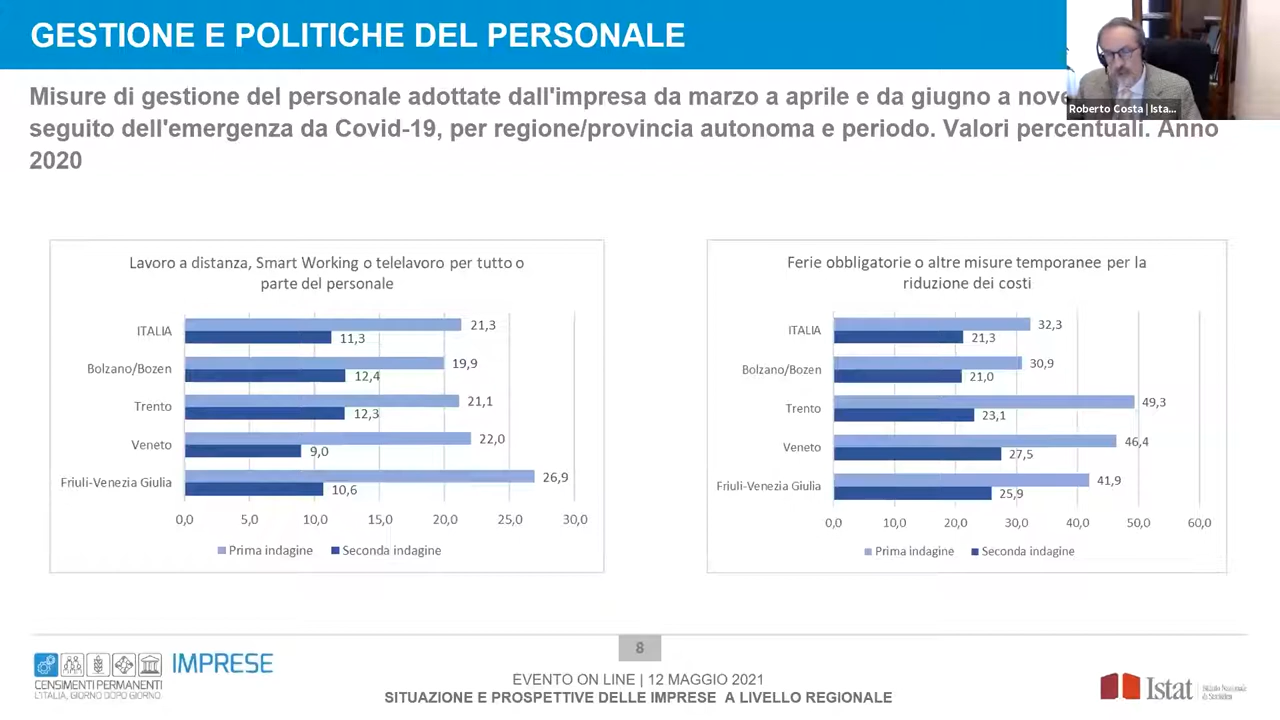 GESTIONE E POLITICHE DEL PERSONALE
Misure di gestione del personale adottate dall'impresa da marzo a aprile e da giugno a nove
seguito dell'emergenza da Covid-19, per regione/provincia autonoma e periodo. Valori percentuali. Anno
2020
Roberto Costa | Ista...
Lavoro a distanza, Smart Working o telelavoro per tutto o
parte del personale
ITALIA
21,3
11,3
Bolzano/Bozen
19,9
12,4
Trento
21,1
12,3
Veneto
22,0
9,0
Friuli-Venezia Giulia
26,9
10,6
0,0 5,0 10,0 15,0 20,0 25,0 30,0
Prima indagine Seconda indagine
Ferie obbligatorie o altre misure temporanee per la
riduzione dei costi
ITALIA
32,3
21,3
Bolzano/Bozen
30,9
21,0
Trento
49,3
23,1
Veneto
46,4
27,5
Friuli-Venezia Giulia
41,9
25,9
0,0 10,0 20,0 30,0 40,0 50,0 60,0
Prima indagine Seconda indagine
8
IMPRESE
CENSIMENTI PERMANENTI
L'ITALIA, GIORNO DOPO GIORNO
EVENTO ON LINE | 12 MAGGIO 2021
SITUAZIONE E PROSPETTIVE DELLE IMPRESE A LIVELLO REGIONALE
Istat
Istituto Nazionale
di Statistica